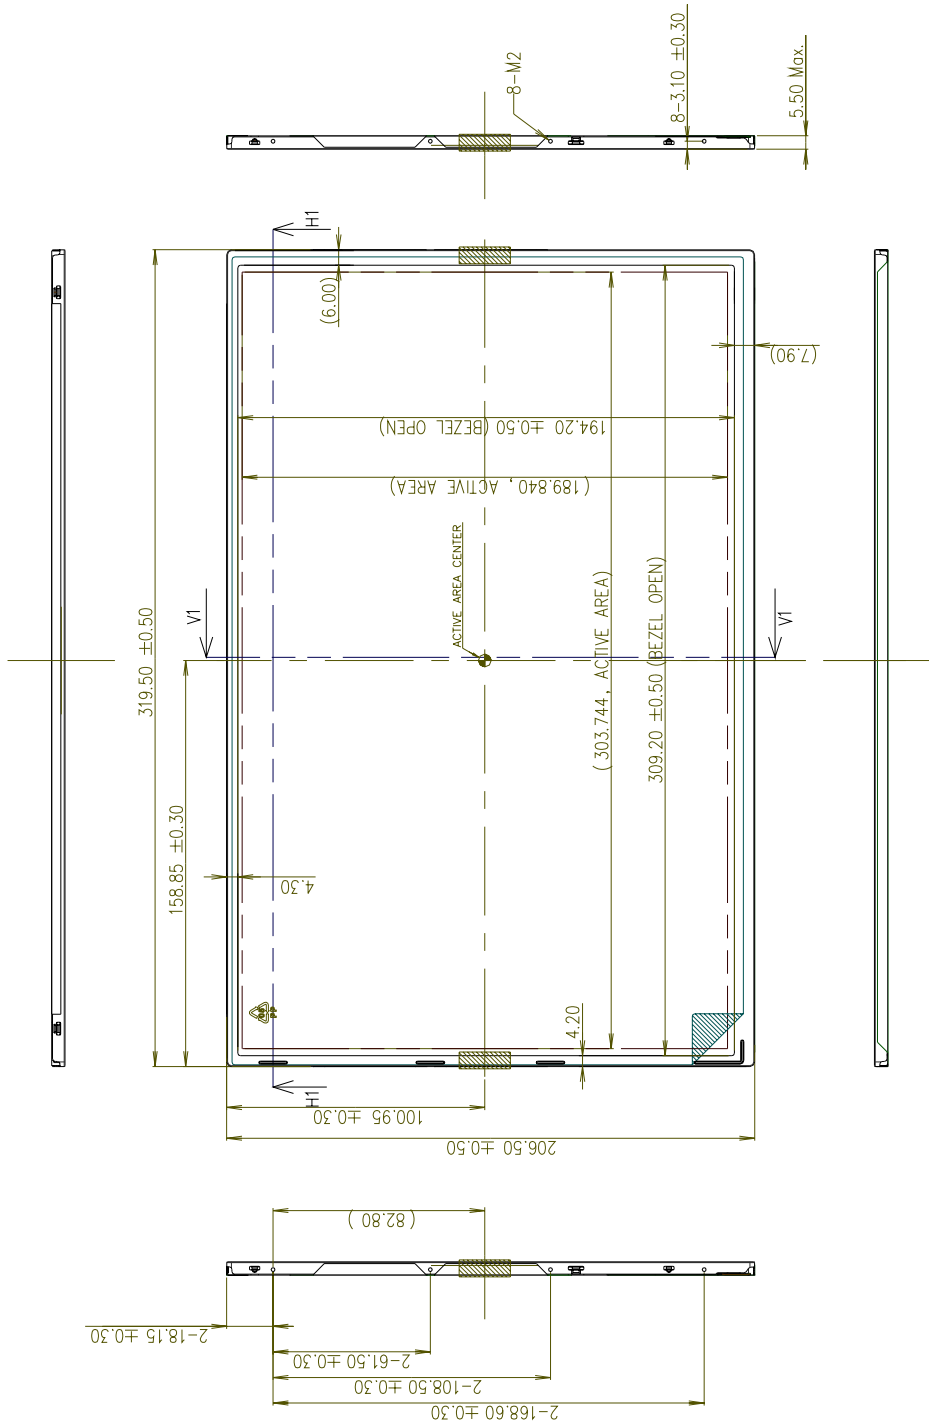 8-M2
8-3.10 ±0.30
5.50 Max.
H1
(6.00)
(7.90)
194.20 ±0.50 (BEZEL OPEN)
(189.840, ACTIVE AREA)
ACTIVE AREA CENTER
(303.744, ACTIVE AREA)
309.20 ±0.50 (BEZEL OPEN)
V1
V1
319.50 ±0.50
158.85 ±0.30
4.30
PP
4.20
H1
100.95 ±0.30
206.50 ±0.50
(82.80)
2-18.15 ±0.30
2-61.50 ±0.30
2-108.50 ±0.30
2-168.60 ±0.30